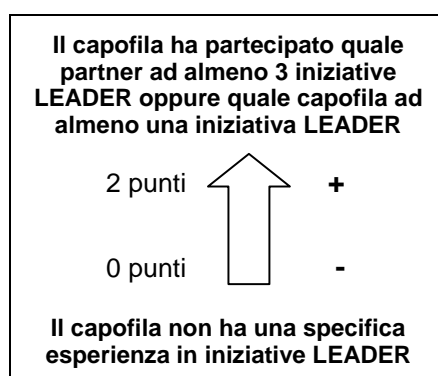 Il capofila ha partecipato quale
partner ad almeno 3 iniziative
LEADER oppure quale capofila ad
almeno una iniziativa LEADER
2 punti +
0 punti -
Il capofila non ha una specifica
esperienza in iniziative LEADER